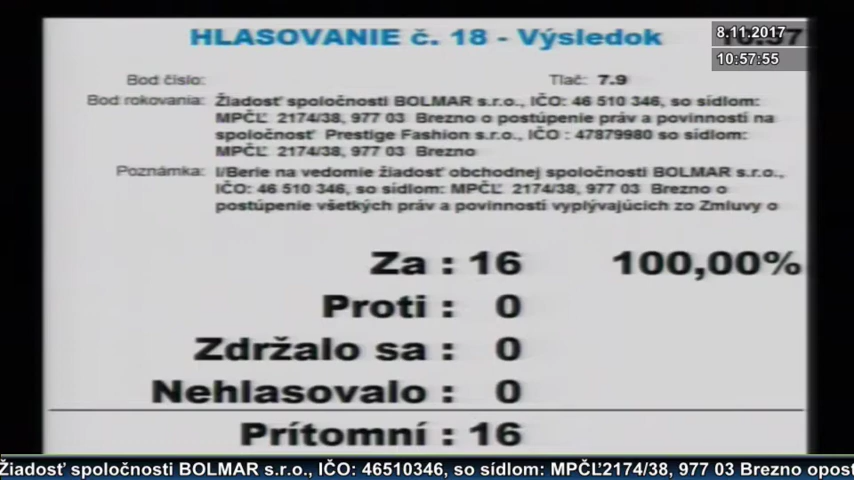 HLASOVANIE č. 18 - Výsledok
8.11.2017
10:57:55
Bod číslo:
Tlač: 7.9
Bod rokovania: Žiadosť spoločnosti BOLMAR s.r.o., IČO: 46 510 346, so sídlom:
MPČĽ 2174/38, 977 03 Brezno o postúpenie práv a povinností na
spoločnosť Prestige Fashion s.r.o., IČO : 47879980 so sídlom:
MPČĽ 2174/38, 977 03 Brezno
Poznámka: I/Berie na vedomie žiadosť obchodnej spoločnosti BOLMAR s.r.o.,
IČO: 46 510 346, so sídlom: MPČĽ 2174/38, 977 03 Brezno o
postúpenie všetkých práv a povinností vyplývajúcich zo Zmluvy o
Za : 16 100,00%
Proti : 0
Zdržalo sa : 0
Nehlasovalo : 0
Prítomní : 16
Žiadosť spoločnosti BOLMAR s.r.o., IČO: 46510346, so sídlom: MPČĽ2174/38, 977 03 Brezno opost